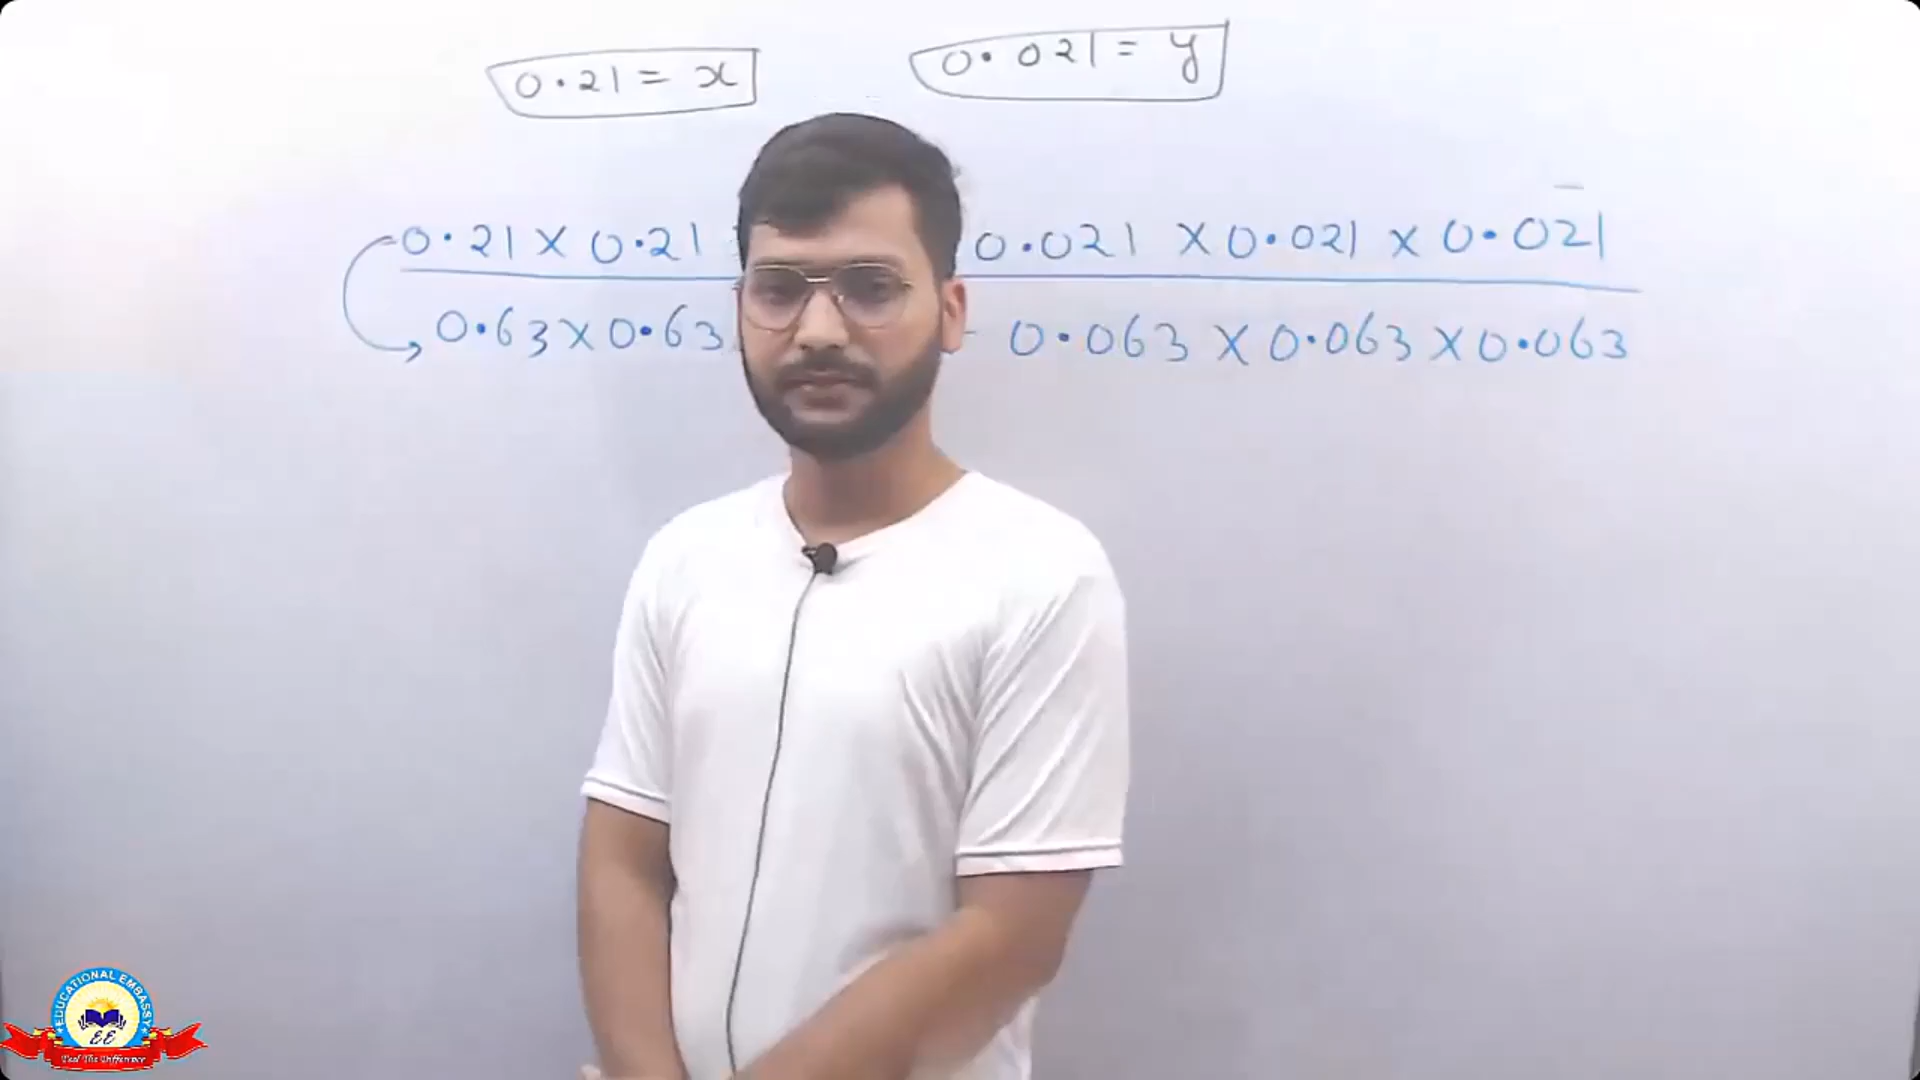 0.21 = x 0.021 = y
0.21 X 0.21 0.021 X 0.021 X 0.021
0.63 X 0.63 - 0.063 X 0.063 X 0.063
EDUCATIONAL EMBASSY
EE
Feel The Difference